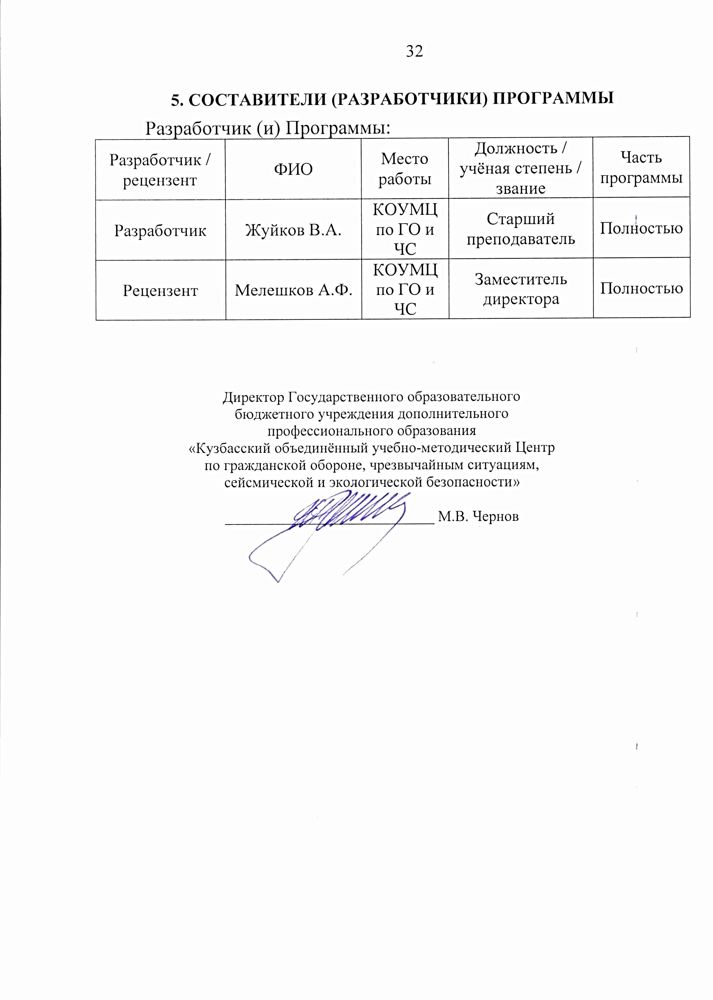 32
5. СОСТАВИТЕЛИ (РАЗРАБОТЧИКИ) ПРОГРАММЫ
Разработчик (и) Программы:
Разработчик / рецензент | ФИО | Место работы | Должность / учёная степень / звание | Часть программы
Разработчик | Жуйков В.А. | КОУМЦ по ГО и ЧС | Старший преподаватель | Полностью
Рецензент | Мелешков А.Ф. | КОУМЦ по ГО и ЧС | Заместитель директора | Полностью
Директор Государственного образовательного
бюджетного учреждения дополнительного
профессионального образования
«Кузбасский объединённый учебно-методический Центр
по гражданской обороне, чрезвычайным ситуациям,
сейсмической и экологической безопасности»
М.В. Чернов